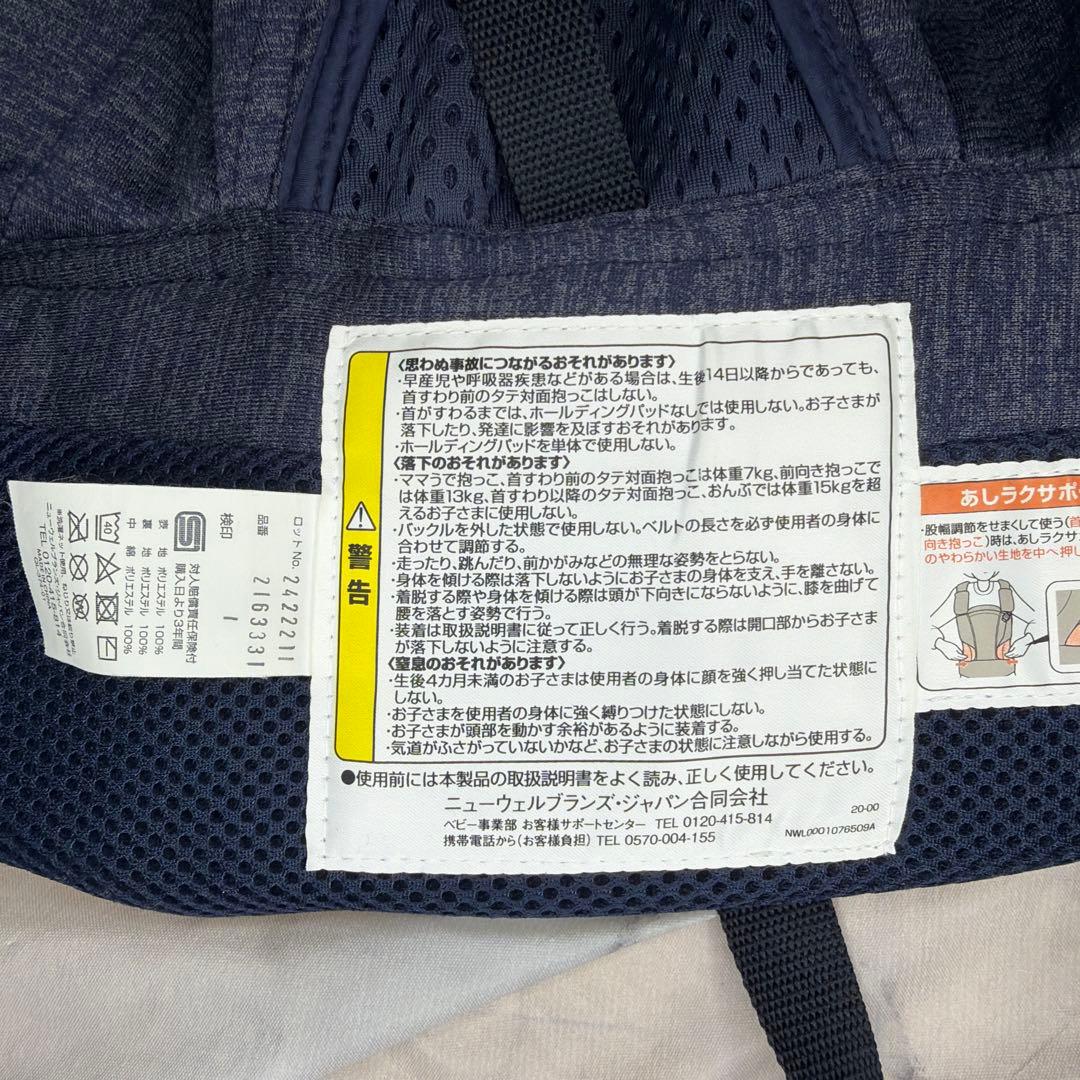 〈思わぬ事故につながるおそれがあります〉
・早産児や呼吸器疾患などがある場合は、生後14日以降からであっても、
首すわり前のタテ対面抱っこはしない。
・首がすわるまでは、ホールディングパッドなしでは使用しない。お子さまが
落下したり、発達に影響を及ぼすおそれがあります。
・ホールディングパッドを単体で使用しない。
〈落下のおそれがあります〉
・ママうで抱っこ、首すわり前のタテ対面抱っこは体重7kg、前向き抱っこで
は体重13kg、首すわり以降のタテ対面抱っこ、おんぶでは体重15kgを超
えるお子さまに使用しない。
・バックルを外した状態で使用しない。ベルトの長さを必ず使用者の身体に
合わせて調節する。
・走ったり、跳んだり、前かがみなどの無理な姿勢をとらない。
・身体を傾ける際は落下しないようにお子さまの身体を支え、手を離さない。
・着脱する際や身体を傾ける際は頭が下向きにならないように、膝を曲げて
腰を落とす姿勢で行う。
・装着は取扱説明書に従って正しく行う。着脱する際は開口部からお子さま
が落下しないように注意する。
〈窒息のおそれがあります〉
・生後4カ月未満のお子さまは使用者の身体に顔を強く押し当てた状態に
しない。
・お子さまを使用者の身体に強く縛りつけた状態にしない。
・お子さまが頭部を動かす余裕があるように装着する。
・気道がふさがっていないかなど、お子さまの状態に注意しながら使用する。
警告
●使用前には本製品の取扱説明書をよく読み、正しく使用してください。
ニューウェルブランズ・ジャパン合同会社
ベビー事業部 お客様サポートセンター TEL 0120-415-814
携帯電話から(お客様負担) TEL 0570-004-155
20-00
NWL0001076509A
ロットNo. 2422211
品番 2163331
検印 1
対人賠償責任保険付
購入日より3年間
表 地 ポリエステル 100%
裏 地 ポリエステル 100%
中 綿 ポリエステル 100%
40
ニューウェルブランズ・ジャパン合同会社
TEL 0120-415-814
あしラクサポ
・股幅調節をせまくして使う(首
向き抱っこ)時は、あしラクサ
のやわらかい生地を中へ押し